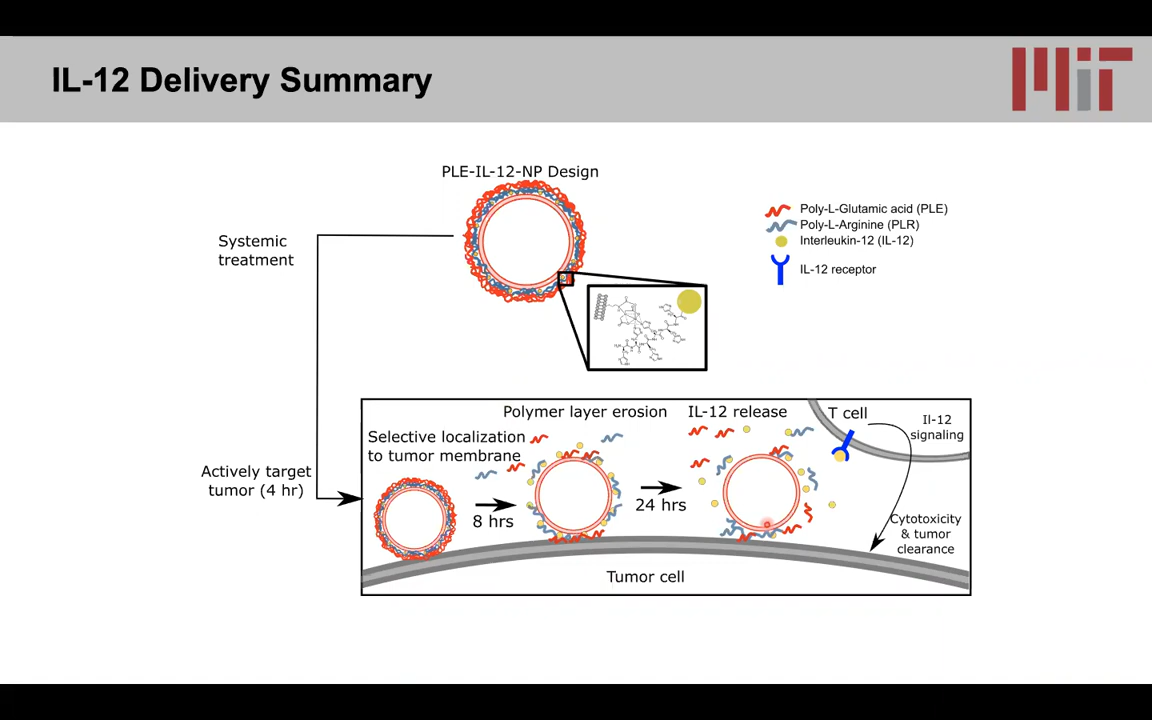 IL-12 Delivery Summary
MIT
PLE-IL-12-NP Design
Poly-L-Glutamic acid (PLE)
Poly-L-Arginine (PLR)
Interleukin-12 (IL-12)
IL-12 receptor
Systemic
treatment
Polymer layer erosion
IL-12 release
T cell
Il-12
signaling
Selective localization
to tumor membrane
Actively target
tumor (4 hr)
8 hrs
24 hrs
Cytotoxicity
& tumor
clearance
Tumor cell